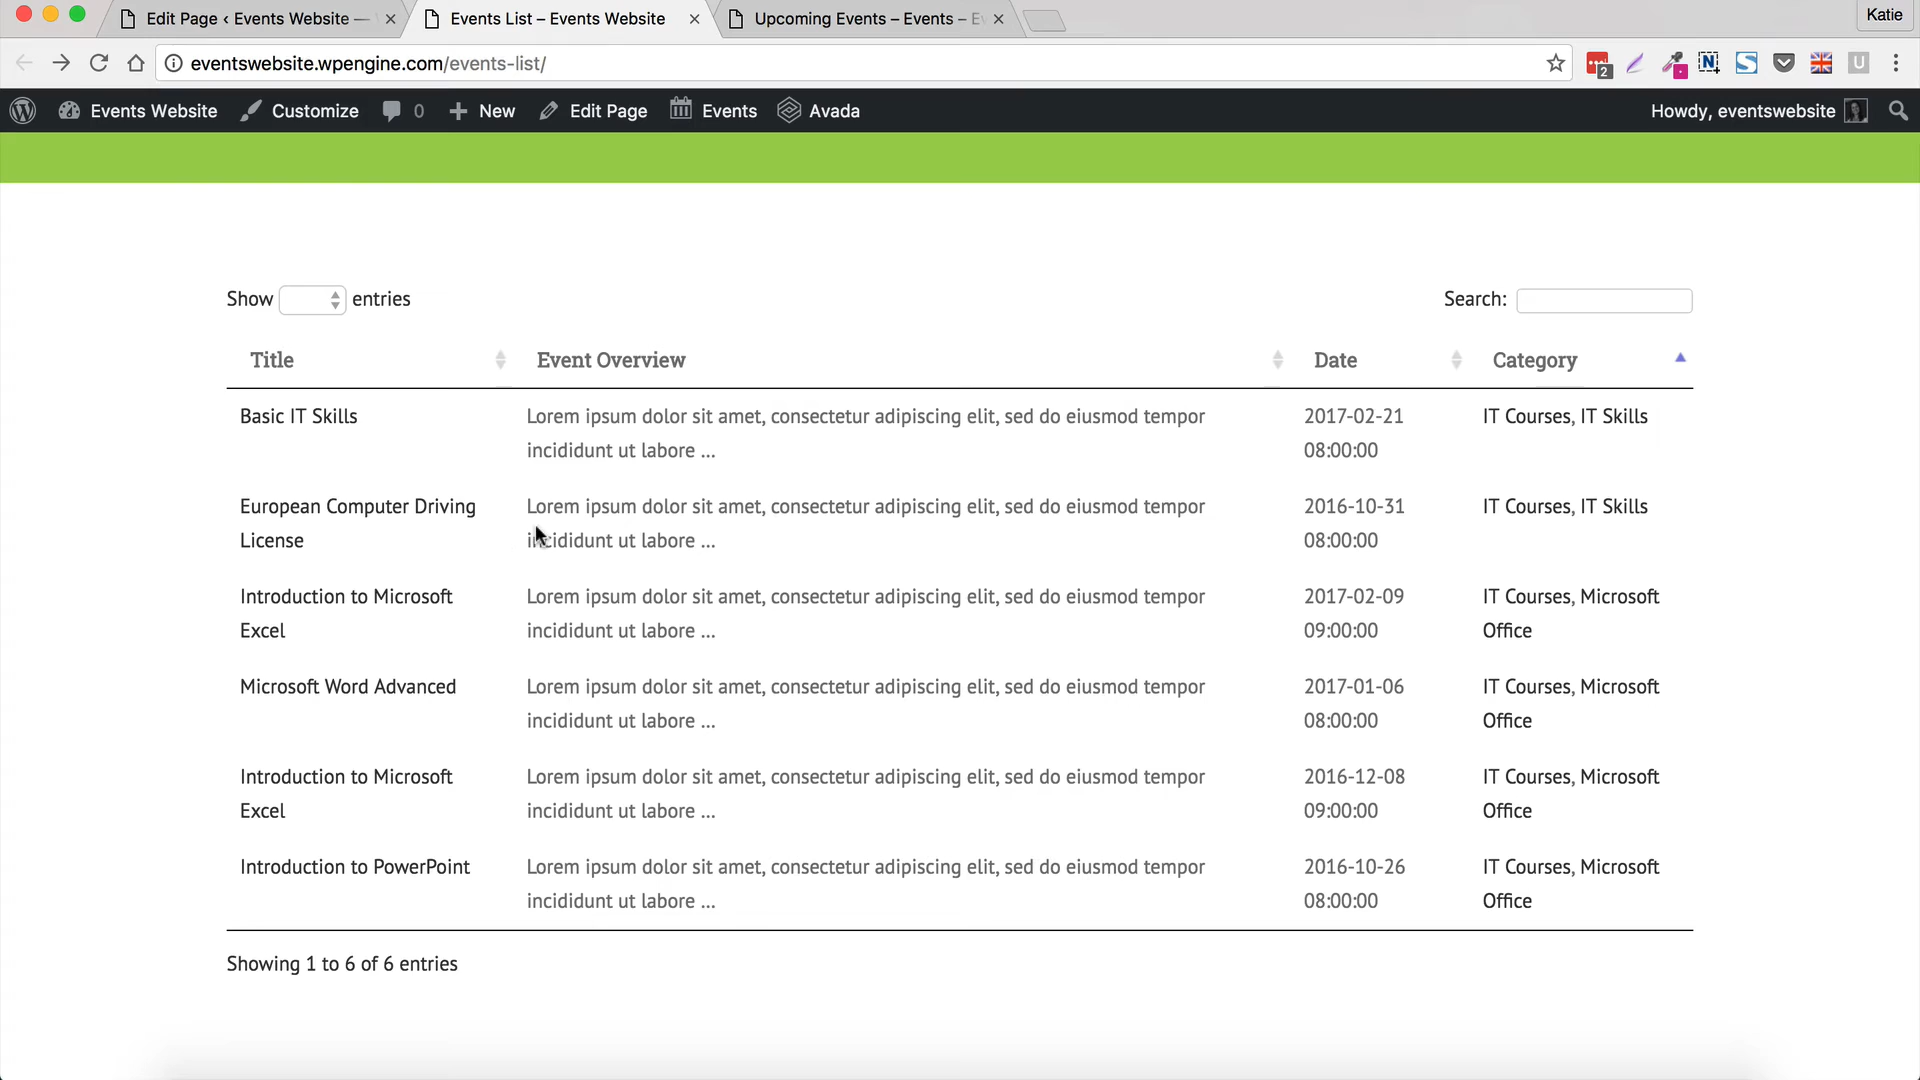 Edit Page ‹ Events Website —
Events List – Events Website
Upcoming Events – Events – E
Katie
eventswebsite.wpengine.com/events-list/
2
N
S
U
Events Website
Customize
0
New
Edit Page
Events
Avada
Howdy, eventswebsite
Show
entries
Search:
Title
Event Overview
Date
Category
Basic IT Skills
Lorem ipsum dolor sit amet, consectetur adipiscing elit, sed do eiusmod tempor
incididunt ut labore ...
2017-02-21
08:00:00
IT Courses, IT Skills
European Computer Driving
License
Lorem ipsum dolor sit amet, consectetur adipiscing elit, sed do eiusmod tempor
incididunt ut labore ...
2016-10-31
08:00:00
IT Courses, IT Skills
Introduction to Microsoft
Excel
Lorem ipsum dolor sit amet, consectetur adipiscing elit, sed do eiusmod tempor
incididunt ut labore ...
2017-02-09
09:00:00
IT Courses, Microsoft
Office
Microsoft Word Advanced
Lorem ipsum dolor sit amet, consectetur adipiscing elit, sed do eiusmod tempor
incididunt ut labore ...
2017-01-06
08:00:00
IT Courses, Microsoft
Office
Introduction to Microsoft
Excel
Lorem ipsum dolor sit amet, consectetur adipiscing elit, sed do eiusmod tempor
incididunt ut labore ...
2016-12-08
09:00:00
IT Courses, Microsoft
Office
Introduction to PowerPoint
Lorem ipsum dolor sit amet, consectetur adipiscing elit, sed do eiusmod tempor
incididunt ut labore ...
2016-10-26
08:00:00
IT Courses, Microsoft
Office
Showing 1 to 6 of 6 entries